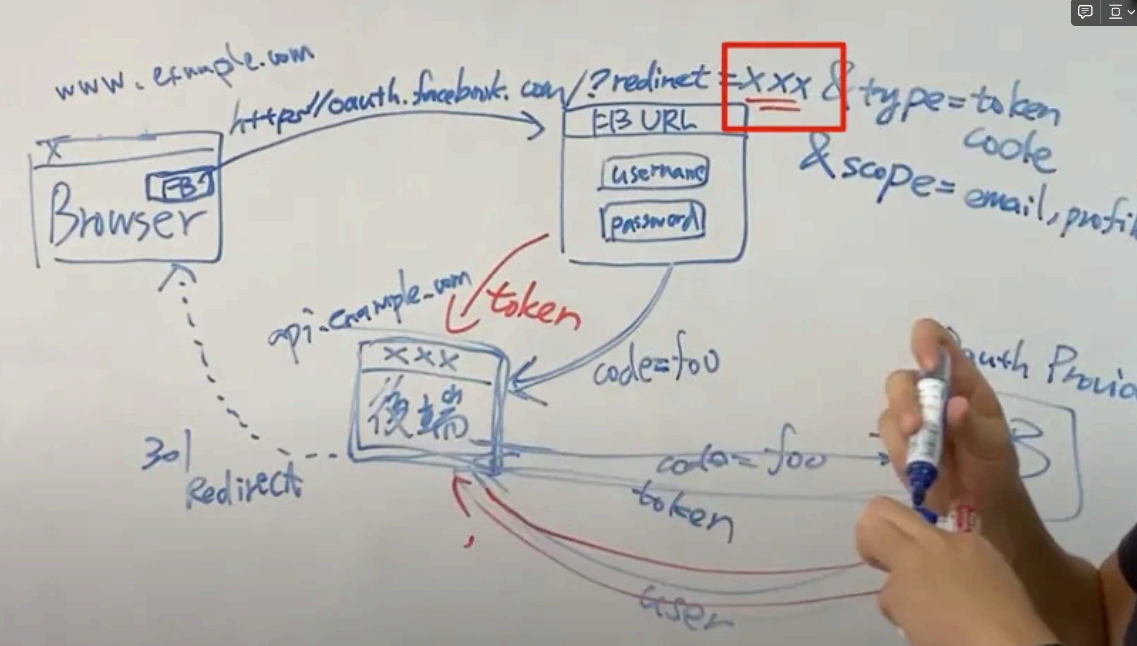 www.example.com
https://oauth.facebook.com/?redirect=xxx & type=token
code
& scope=email, profil
X
FB
Browser
FB URL
username
password
token
api.example.com
code=foo
xxx
後端
301
Redirect
code=foo
token
user
Oauth Provid
B